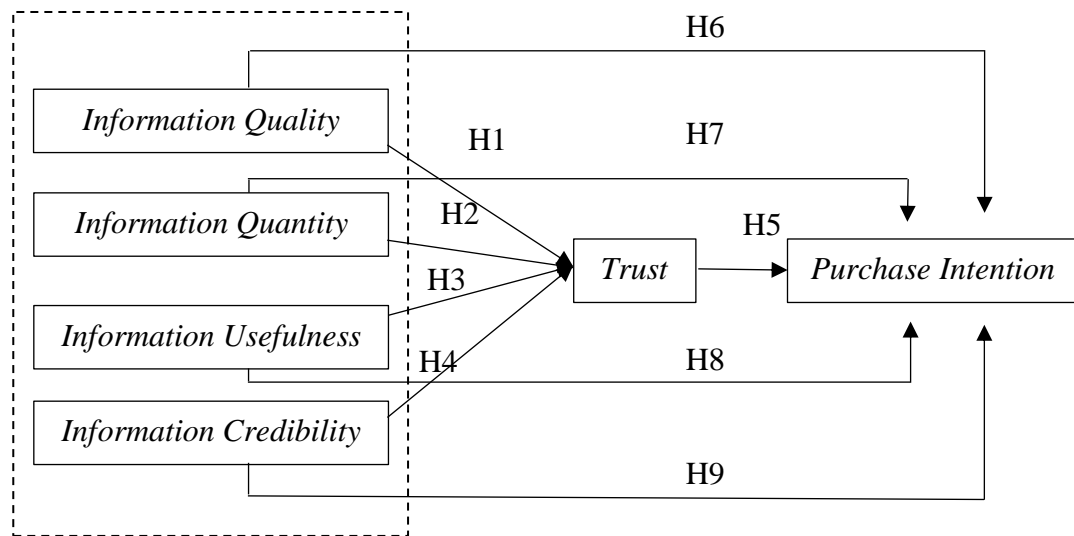 H6
Information Quality
H1
H7
Information Quantity
H2
H5
Trust
Purchase Intention
H3
Information Usefulness
H4
H8
Information Credibility
H9